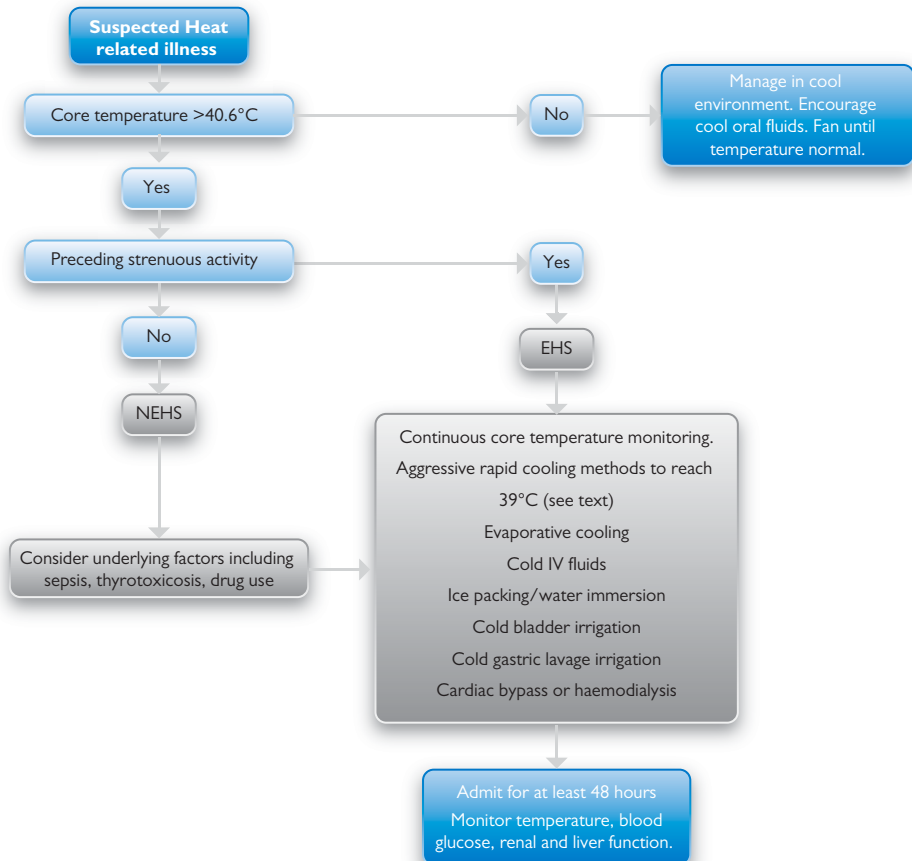 Suspected Heat
related illness
Core temperature >40.6°C
No
Manage in cool
environment. Encourage
cool oral fluids. Fan until
temperature normal.
Yes
Preceding strenuous activity
Yes
No
EHS
NEHS
Continuous core temperature monitoring.
Aggressive rapid cooling methods to reach
39°C (see text)
Evaporative cooling
Cold IV fluids
Ice packing/water immersion
Cold bladder irrigation
Cold gastric lavage irrigation
Cardiac bypass or haemodialysis
Consider underlying factors including
sepsis, thyrotoxicosis, drug use
Admit for at least 48 hours
Monitor temperature, blood
glucose, renal and liver function.